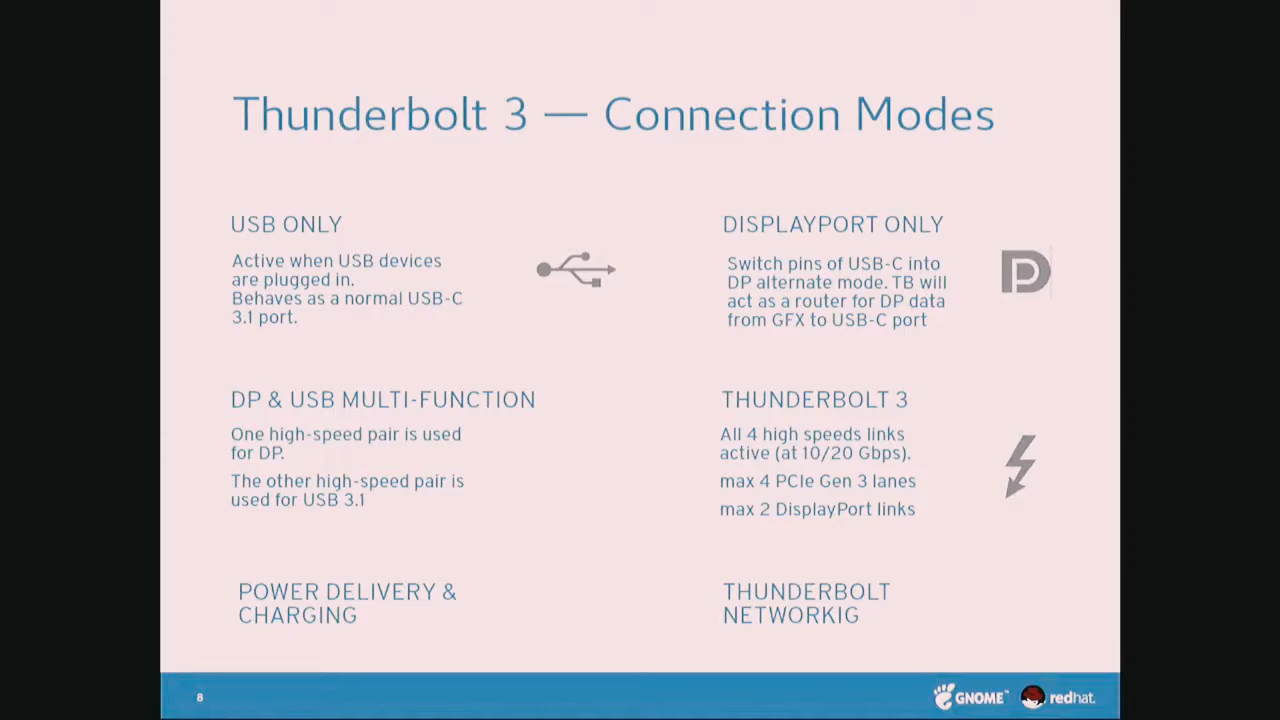 Thunderbolt 3 — Connection Modes
USB ONLY
Active when USB devices
are plugged in.
Behaves as a normal USB-C
3.1 port.
DISPLAYPORT ONLY
Switch pins of USB-C into
DP alternate mode. TB will
act as a router for DP data
from GFX to USB-C port
DP & USB MULTI-FUNCTION
One high-speed pair is used
for DP.
The other high-speed pair is
used for USB 3.1
THUNDERBOLT 3
All 4 high speeds links
active (at 10/20 Gbps).
max 4 PCIe Gen 3 lanes
max 2 DisplayPort links
POWER DELIVERY &
CHARGING
THUNDERBOLT
NETWORKIG
8
GNOME™
redhat.